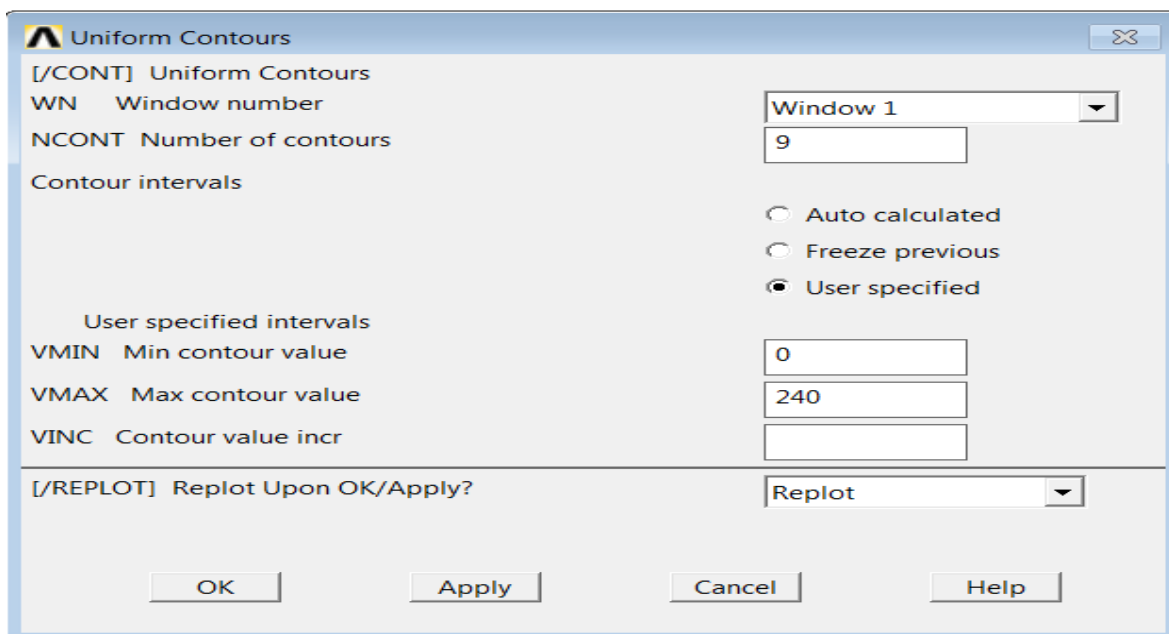 Uniform Contours
[/CONT] Uniform Contours
WN Window number Window 1
NCONT Number of contours 9
Contour intervals
Auto calculated
Freeze previous
User specified
User specified intervals
VMIN Min contour value 0
VMAX Max contour value 240
VINC Contour value incr
[/REPLOT] Replot Upon OK/Apply? Replot
OK Apply Cancel Help